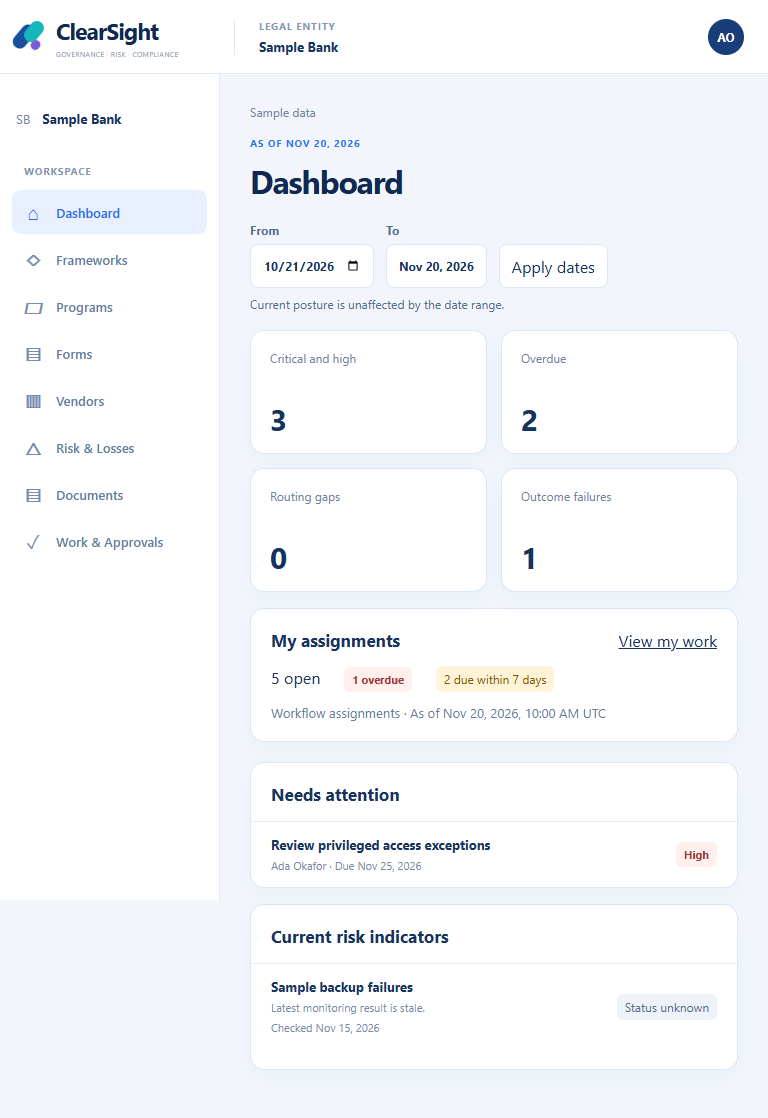 ClearSight
GOVERNANCE · RISK · COMPLIANCE
LEGAL ENTITY
Sample Bank
AO
SB Sample Bank
WORKSPACE
Dashboard
Frameworks
Programs
Forms
Vendors
Risk & Losses
Documents
Work & Approvals
Sample data
AS OF NOV 20, 2026
Dashboard
From To
10/21/2026 Nov 20, 2026 Apply dates
Current posture is unaffected by the date range.
Critical and high
3
Overdue
2
Routing gaps
0
Outcome failures
1
My assignments View my work
5 open 1 overdue 2 due within 7 days
Workflow assignments · As of Nov 20, 2026, 10:00 AM UTC
Needs attention
Review privileged access exceptions
Ada Okafor · Due Nov 25, 2026
High
Current risk indicators
Sample backup failures
Latest monitoring result is stale.
Checked Nov 15, 2026
Status unknown